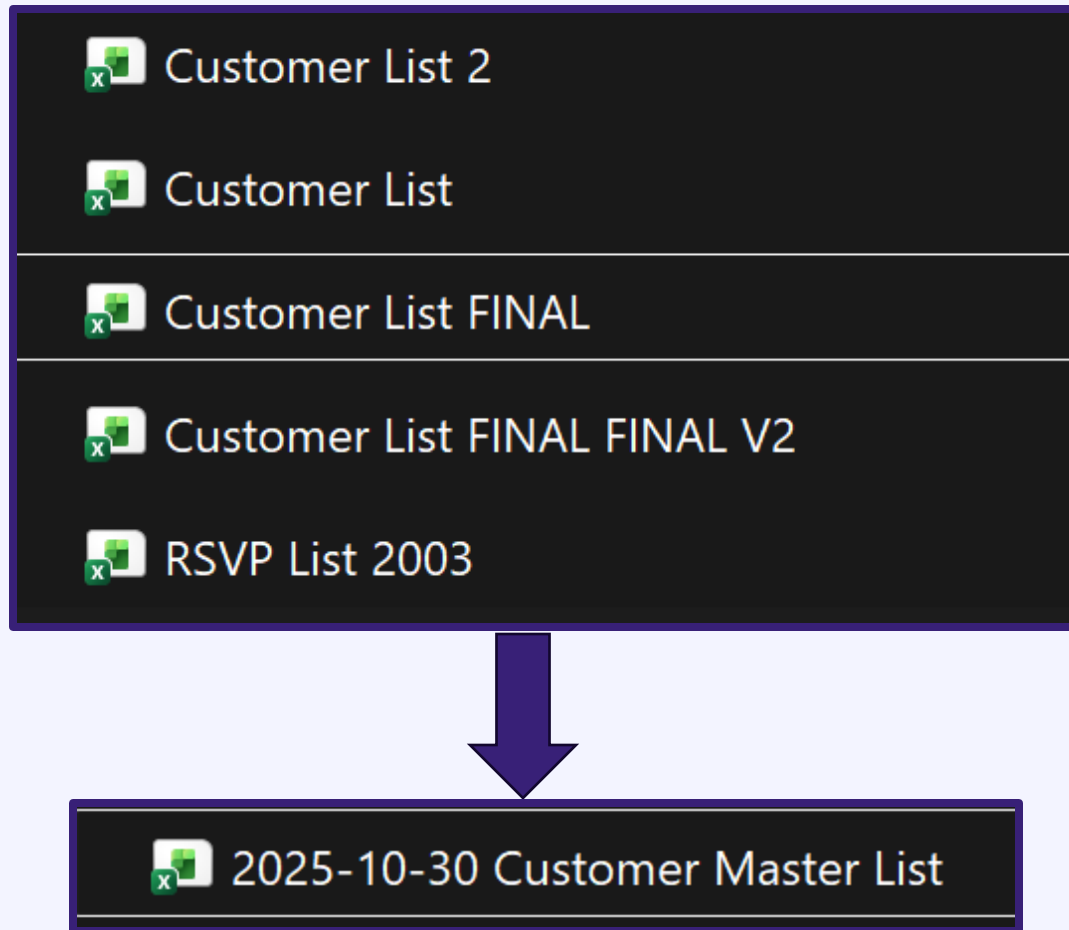 Customer List 2
Customer List
Customer List FINAL
Customer List FINAL FINAL V2
RSVP List 2003
2025-10-30 Customer Master List